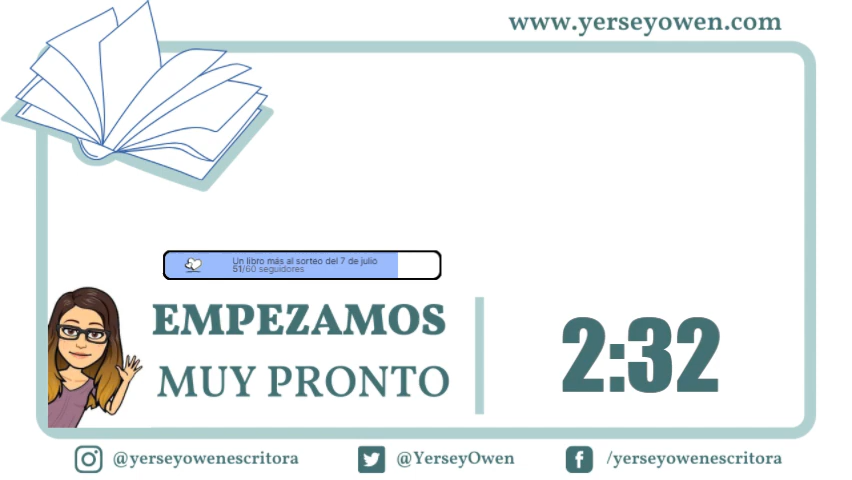 www.yerseyowen.com
Un libro más al sorteo del 7 de julio
51/60 seguidores
EMPEZAMOS
MUY PRONTO
2:32
@yerseyowenescritora
@YerseyOwen
/yerseyowenescritora